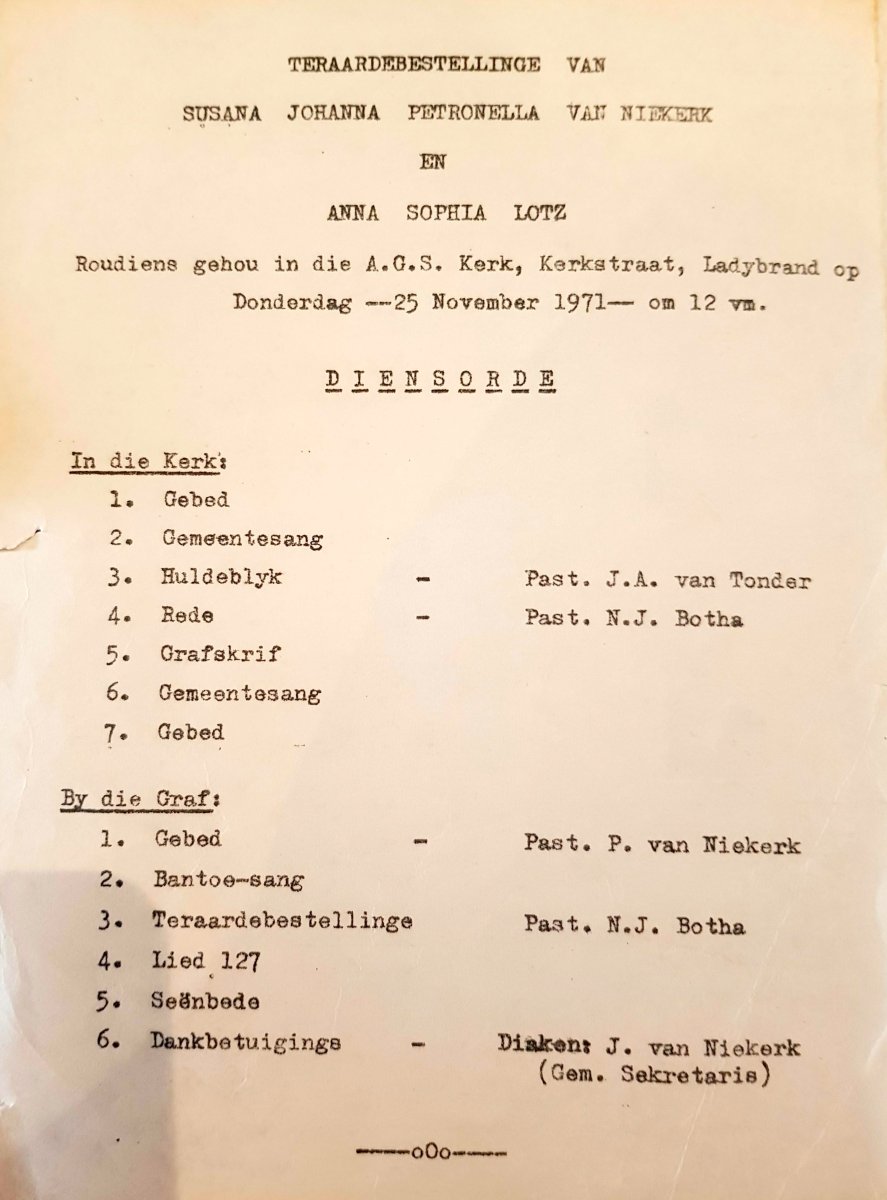 TERAARDEBESTELLINGE VAN
SUSANA JOHANNA PETRONELLA VAN NIEKERK
EN
ANNA SOPHIA LOTZ
Roudiens gehou in die A.G.S. Kerk, Kerkstraat, Ladybrand op
Donderdag --25 November 1971-- om 12 vm.
D I E N S O R D E
In die Kerk:
1. Gebed
2. Gemeentesang
3. Huldeblyk - Past. J.A. van Tonder
4. Rede - Past. N.J. Botha
5. Grafskrif
6. Gemeentesang
7. Gebed
By die Graf:
1. Gebed - Past. P. van Niekerk
2. Bantoe-sang
3. Teraardebestellinge Past. N.J. Botha
4. Lied 127
5. Seënbede
6. Dankbetuigings - Diaken: J. van Niekerk
(Gem. Sekretaris)
----oOo----